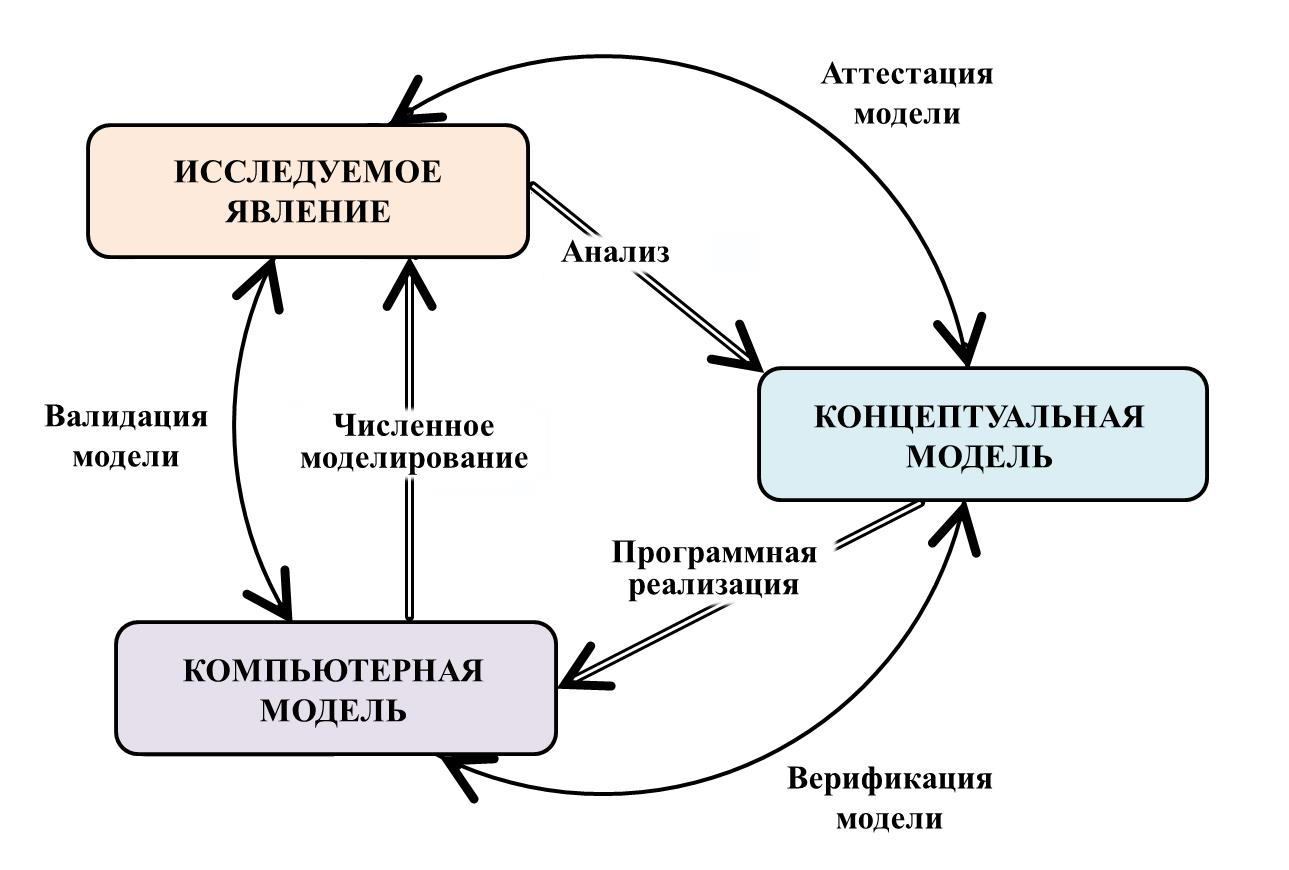 Аттестация
модели
ИССЛЕДУЕМОЕ
ЯВЛЕНИЕ
Анализ
КОНЦЕПТУАЛЬНАЯ
МОДЕЛЬ
Валидация
модели
Численное
моделирование
Программная
реализация
КОМПЬЮТЕРНАЯ
МОДЕЛЬ
Верификация
модели